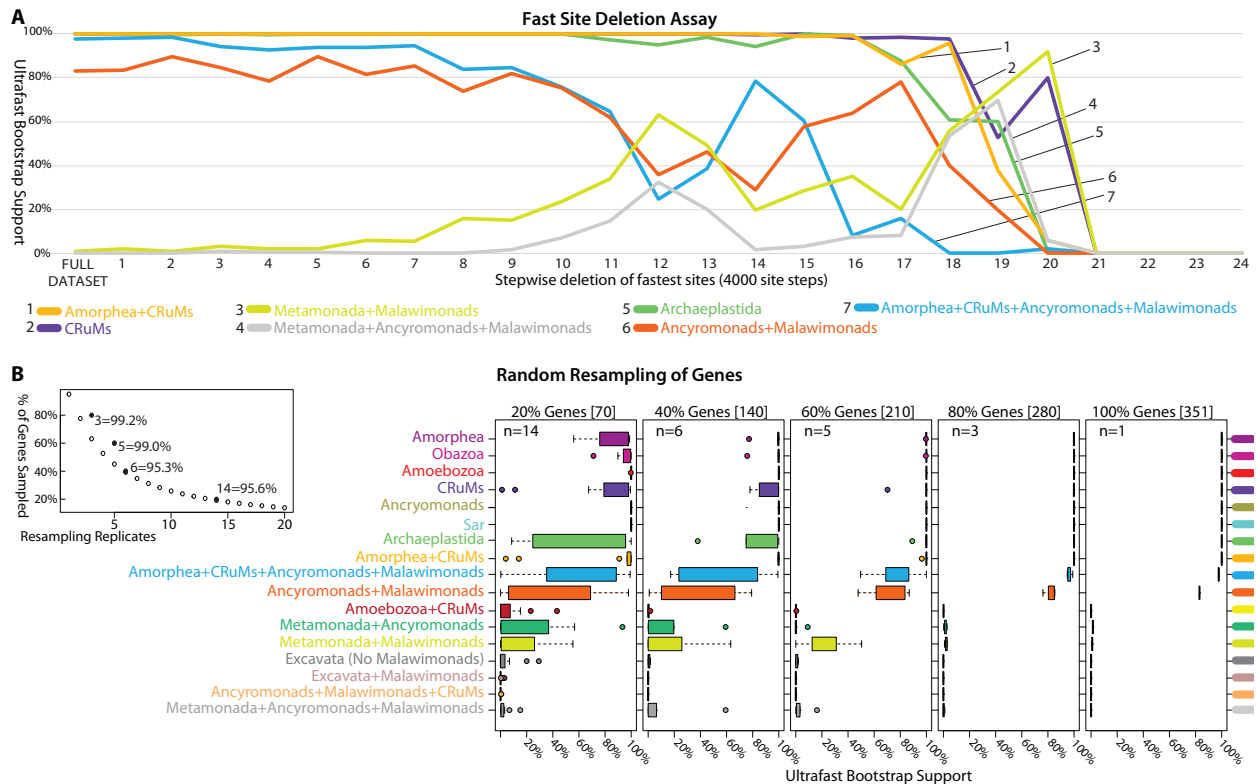 A
Fast Site Deletion Assay
Ultrafast Bootstrap Support
100%
80%
60%
40%
20%
0%
1
2
3
4
5
6
7
FULL DATASET 1 2 3 4 5 6 7 8 9 10 11 12 13 14 15 16 17 18 19 20 21 22 23 24
Stepwise deletion of fastest sites (4000 site steps)
1 Amorphea+CRuMs
2 CRuMs
3 Metamonada+Malawimonads
4 Metamonada+Ancyromonads+Malawimonads
5 Archaeplastida
6 Ancyromonads+Malawimonads
7 Amorphea+CRuMs+Ancyromonads+Malawimonads
B
Random Resampling of Genes
% of Genes Sampled
80%
60%
40%
20%
3=99.2%
5=99.0%
6=95.3%
14=95.6%
5 10 15 20
Resampling Replicates
20% Genes [70]
40% Genes [140]
60% Genes [210]
80% Genes [280]
100% Genes [351]
n=14
n=6
n=5
n=3
n=1
Amorphea
Obazoa
Amoebozoa
CRuMs
Ancryomonads
Sar
Archaeplastida
Amorphea+CRuMs
Amorphea+CRuMs+Ancyromonads+Malawimonads
Ancyromonads+Malawimonads
Amoebozoa+CRuMs
Metamonada+Ancyromonads
Metamonada+Malawimonads
Excavata (No Malawimonads)
Excavata+Malawimonads
Ancyromonads+Malawimonads+CRuMs
Metamonada+Ancyromonads+Malawimonads
20% 40% 60% 80% 100%
20% 40% 60% 80% 100%
20% 40% 60% 80% 100%
20% 40% 60% 80% 100%
20% 40% 60% 80% 100%
Ultrafast Bootstrap Support